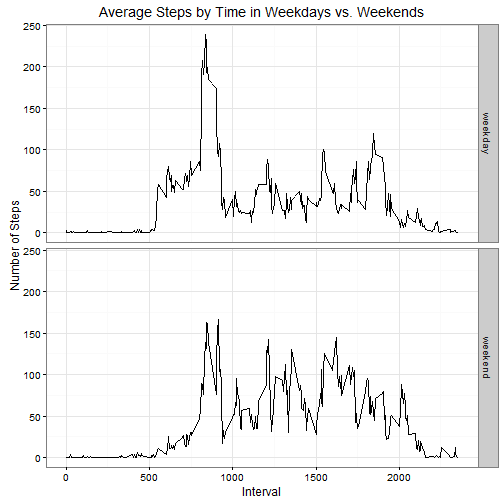 Average Steps by Time in Weekdays vs. Weekends
Number of Steps
250
200
150
100
50
0
weekday
250
200
150
100
50
0
weekend
0 500 1000 1500 2000
Interval